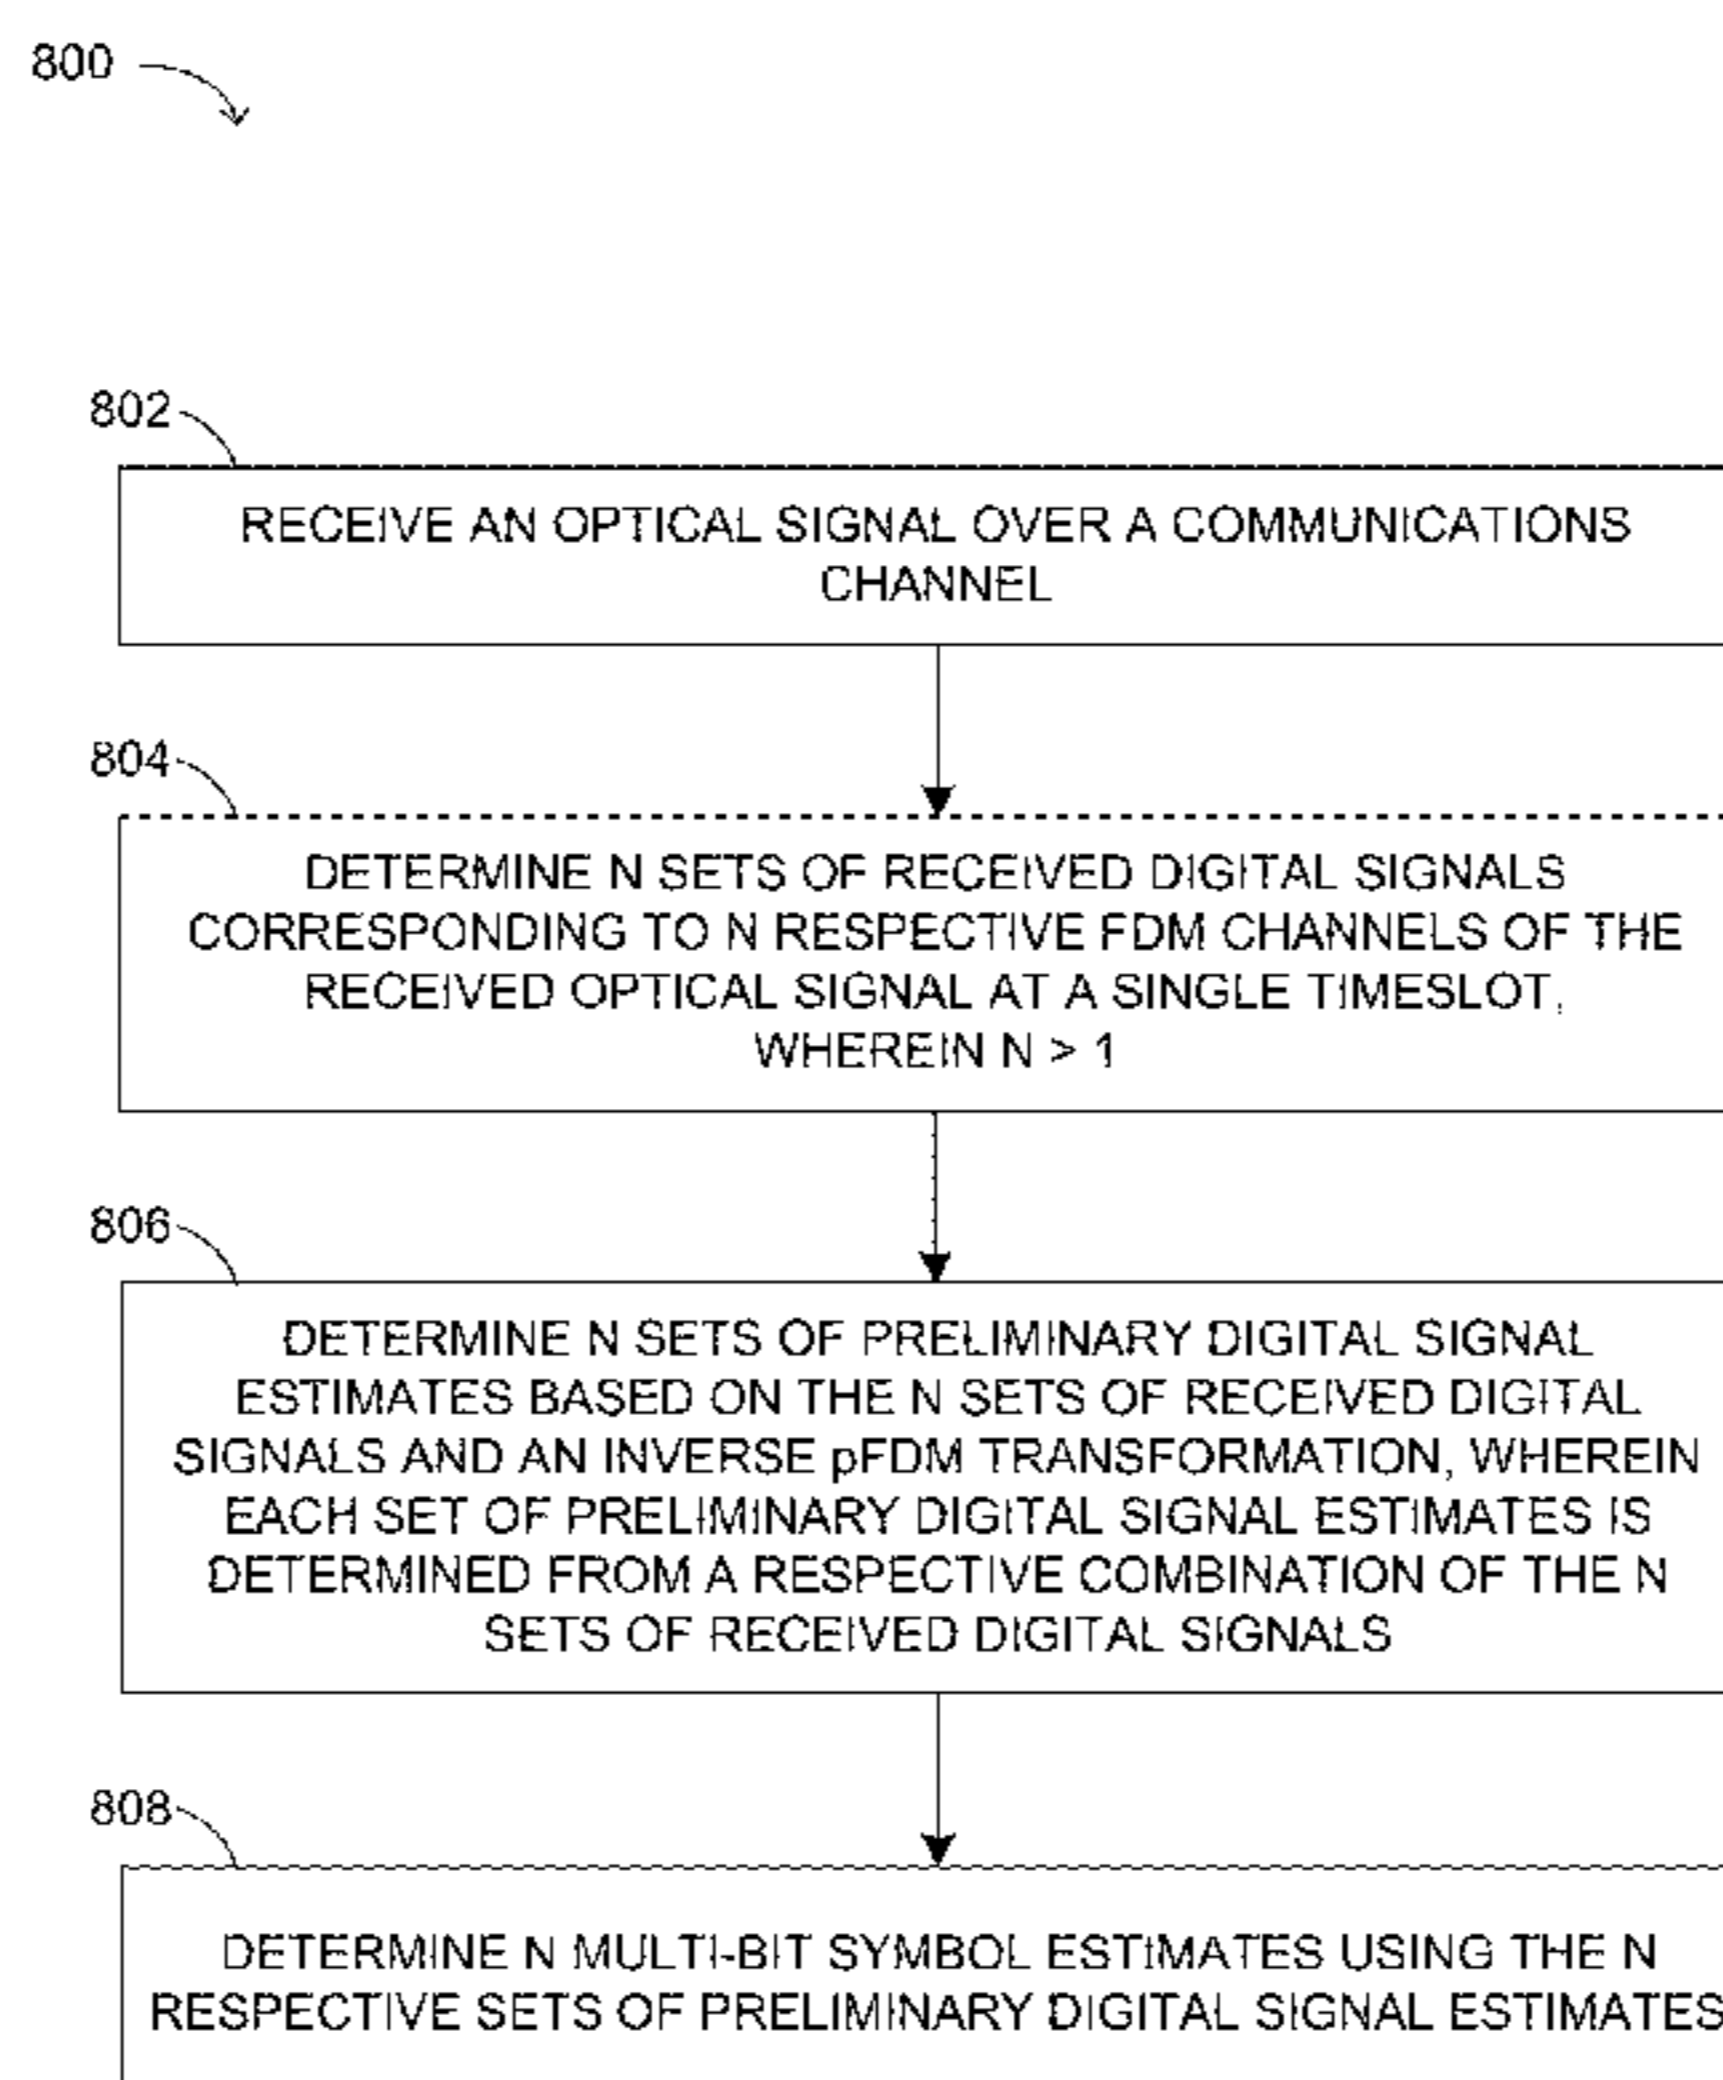 800
802
RECEIVE AN OPTICAL SIGNAL OVER A COMMUNICATIONS
CHANNEL
804
DETERMINE N SETS OF RECEIVED DIGITAL SIGNALS
CORRESPONDING TO N RESPECTIVE FDM CHANNELS OF THE
RECEIVED OPTICAL SIGNAL AT A SINGLE TIMESLOT,
WHEREIN N > 1
806
DETERMINE N SETS OF PRELIMINARY DIGITAL SIGNAL
ESTIMATES BASED ON THE N SETS OF RECEIVED DIGITAL
SIGNALS AND AN INVERSE pFDM TRANSFORMATION, WHEREIN
EACH SET OF PRELIMINARY DIGITAL SIGNAL ESTIMATES IS
DETERMINED FROM A RESPECTIVE COMBINATION OF THE N
SETS OF RECEIVED DIGITAL SIGNALS
808
DETERMINE N MULTI-BIT SYMBOL ESTIMATES USING THE N
RESPECTIVE SETS OF PRELIMINARY DIGITAL SIGNAL ESTIMATES